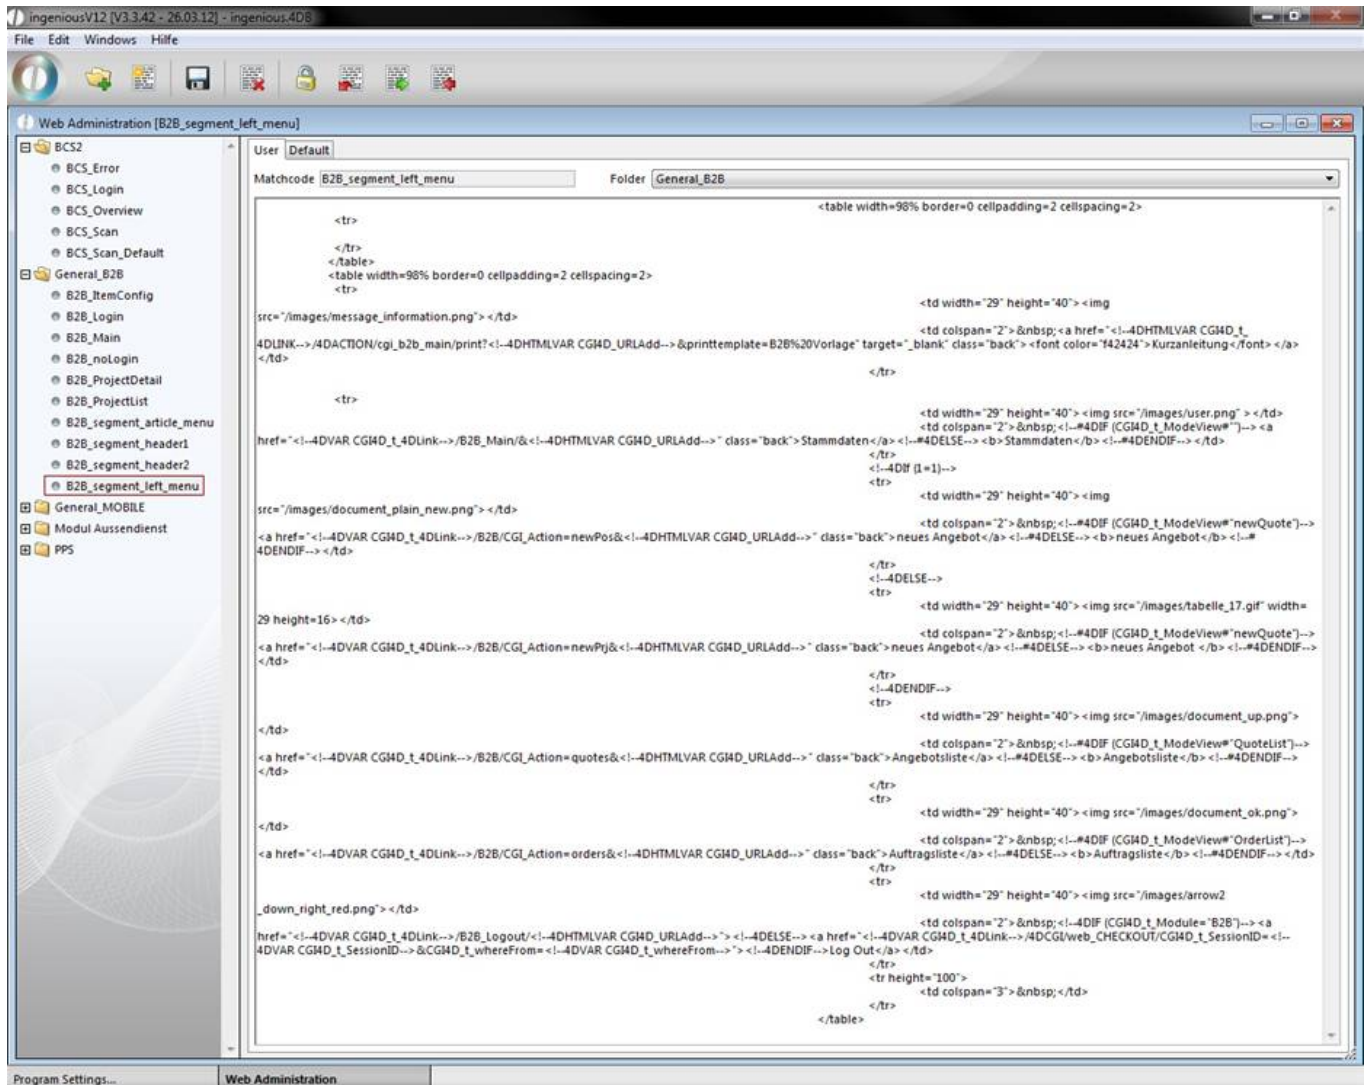 ingeniousV12 [V3.3.42 - 26.03.12] - ingenious.4DB
File Edit Windows Hilfe
Web Administration [B2B_segment_left_menu]
BCS2
BCS_Error
BCS_Login
BCS_Overview
BCS_Scan
BCS_Scan_Default
General_B2B
B2B_ItemConfig
B2B_Login
B2B_Main
B2B_noLogin
B2B_ProjectDetail
B2B_ProjectList
B2B_segment_article_menu
B2B_segment_header1
B2B_segment_header2
B2B_segment_left_menu
General_MOBILE
Modul Aussendienst
PPS
User Default
Matchcode B2B_segment_left_menu Folder General_B2B
<table width=98% border=0 cellpadding=2 cellspacing=2>
<tr>
</tr>
</table>
<table width=98% border=0 cellpadding=2 cellspacing=2>
<tr>
<td width="29" height="40"> <img
src="/images/message_information.png"> </td>
<td colspan="2">&nbsp;<a href="<!--4DHTMLVAR CGI4D_t_
4DLINK-->/4DACTION/cgi_b2b_main/print?<!--4DHTMLVAR CGI4D_URLAdd-->&printtemplate=B2B%20Vorlage" target="_blank" class="back"> <font color="f42424">Kurzanleitung</font> </a>
</td>
</tr>
<tr>
<td width="29" height="40"> <img src="/images/user.png" > </td>
<td colspan="2">&nbsp;<!--#4DIF (CGI4D_t_ModeView#"")--> <a
href="<!--4DVAR CGI4D_t_4DLink-->/B2B_Main/&<!--4DHTMLVAR CGI4D_URLAdd-->" class="back">Stammdaten</a> <!--#4DELSE--> <b>Stammdaten</b> <!--#4DENDIF--> </td>
</tr>
<!--4DIf (1=1)-->
<tr>
<td width="29" height="40"> <img
src="/images/document_plain_new.png"> </td>
<td colspan="2">&nbsp;<!--#4DIF (CGI4D_t_ModeView#"newQuote")-->
<a href="<!--4DVAR CGI4D_t_4DLink-->/B2B/CGI_Action=newPos&<!--4DHTMLVAR CGI4D_URLAdd-->" class="back">neues Angebot</a> <!--#4DELSE--> <b>neues Angebot</b> <!--#
4DENDIF--> </td>
</tr>
<!--4DELSE-->
<tr>
<td width="29" height="40"> <img src="/images/tabelle_17.gif" width=
29 height=16> </td>
<td colspan="2">&nbsp;<!--#4DIF (CGI4D_t_ModeView#"newQuote")-->
<a href="<!--4DVAR CGI4D_t_4DLink-->/B2B/CGI_Action=newPrj&<!--4DHTMLVAR CGI4D_URLAdd-->" class="back">neues Angebot</a> <!--#4DELSE--> <b>neues Angebot </b> <!--#4DENDIF-->
</td>
</tr>
<!--4DENDIF-->
<tr>
<td width="29" height="40"> <img src="/images/document_up.png">
</td>
<td colspan="2">&nbsp;<!--#4DIF (CGI4D_t_ModeView#"QuoteList")-->
<a href="<!--4DVAR CGI4D_t_4DLink-->/B2B/CGI_Action=quotes&<!--4DHTMLVAR CGI4D_URLAdd-->" class="back">Angebotsliste</a> <!--#4DELSE--> <b>Angebotsliste</b> <!--#4DENDIF-->
</td>
</tr>
<tr>
<td width="29" height="40"> <img src="/images/document_ok.png">
</td>
<td colspan="2">&nbsp;<!--#4DIF (CGI4D_t_ModeView#"OrderList")-->
<a href="<!--4DVAR CGI4D_t_4DLink-->/B2B/CGI_Action=orders&<!--4DHTMLVAR CGI4D_URLAdd-->" class="back">Auftragsliste</a> <!--#4DELSE--> <b>Auftragsliste</b> <!--#4DENDIF--> </td>
</tr>
<tr>
<td width="29" height="40"> <img src="/images/arrow2
_down_right_red.png"> </td>
<td colspan="2">&nbsp;<!--4DIF (CGI4D_t_Module="B2B")--> <a
href="<!--4DVAR CGI4D_t_4DLink-->/B2B_Logout/<!--4DHTMLVAR CGI4D_URLAdd-->"> <!--4DELSE--> <a href="<!--4DVAR CGI4D_t_4DLink-->/4DCGI/web_CHECKOUT/CGI4D_t_SessionID=<!--
4DVAR CGI4D_t_SessionID-->&CGI4D_t_whereFrom=<!--4DVAR CGI4D_t_whereFrom-->"> <!--4DENDIF-->Log Out</a> </td>
</tr>
<tr height="100">
<td colspan="3">&nbsp;</td>
</tr>
</table>
Program Settings... Web Administration